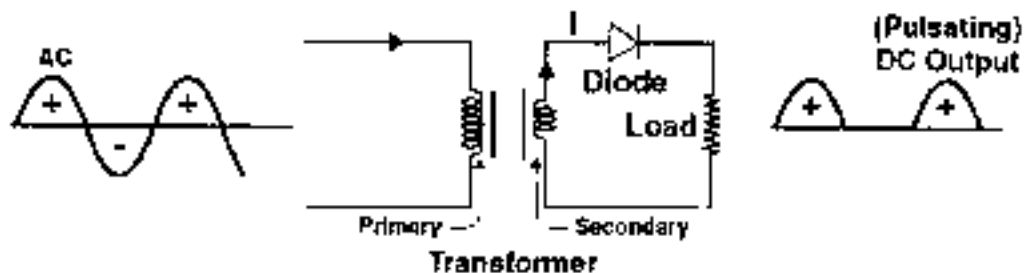 AC
+
+
-
I
Diode
Load
Primary
Secondary
Transformer
(Pulsating)
DC Output
+
+